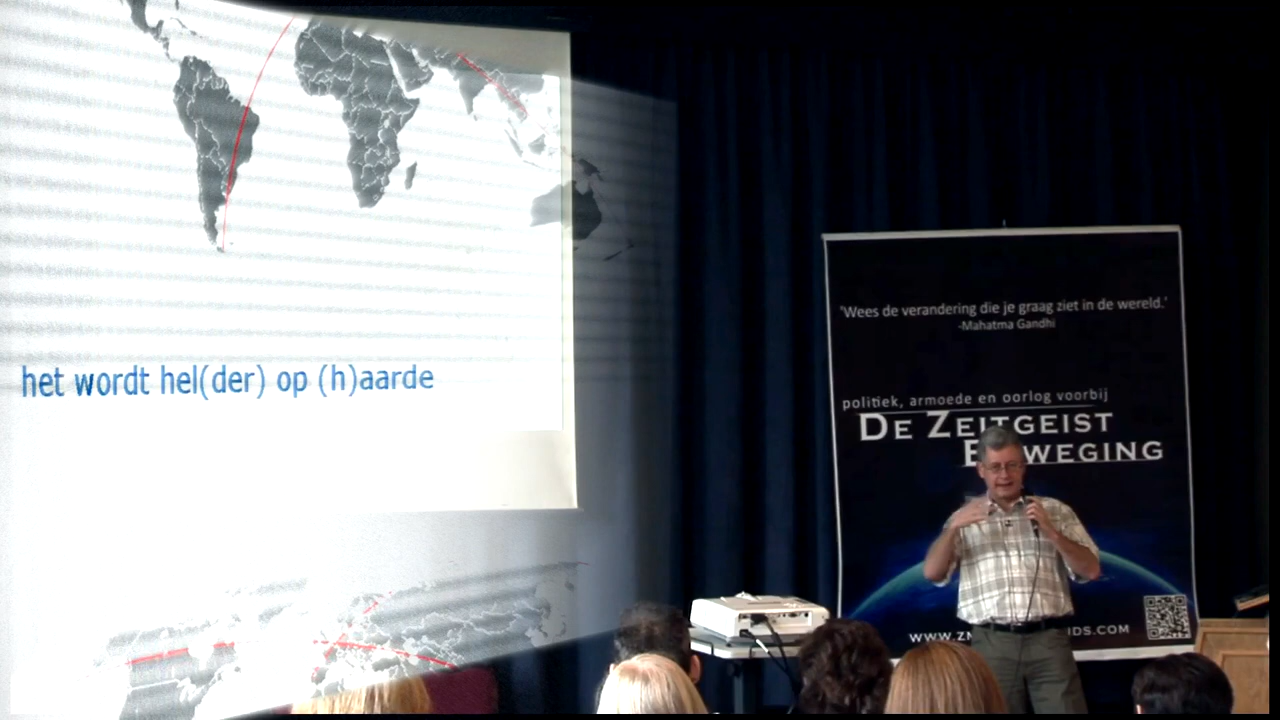 het wordt hel(der) op (h)aarde
'Wees de verandering die je graag ziet in de wereld.'
-Mahatma Gandhi
politiek, armoede en oorlog voorbij
DE ZEITGEIST
WWW.